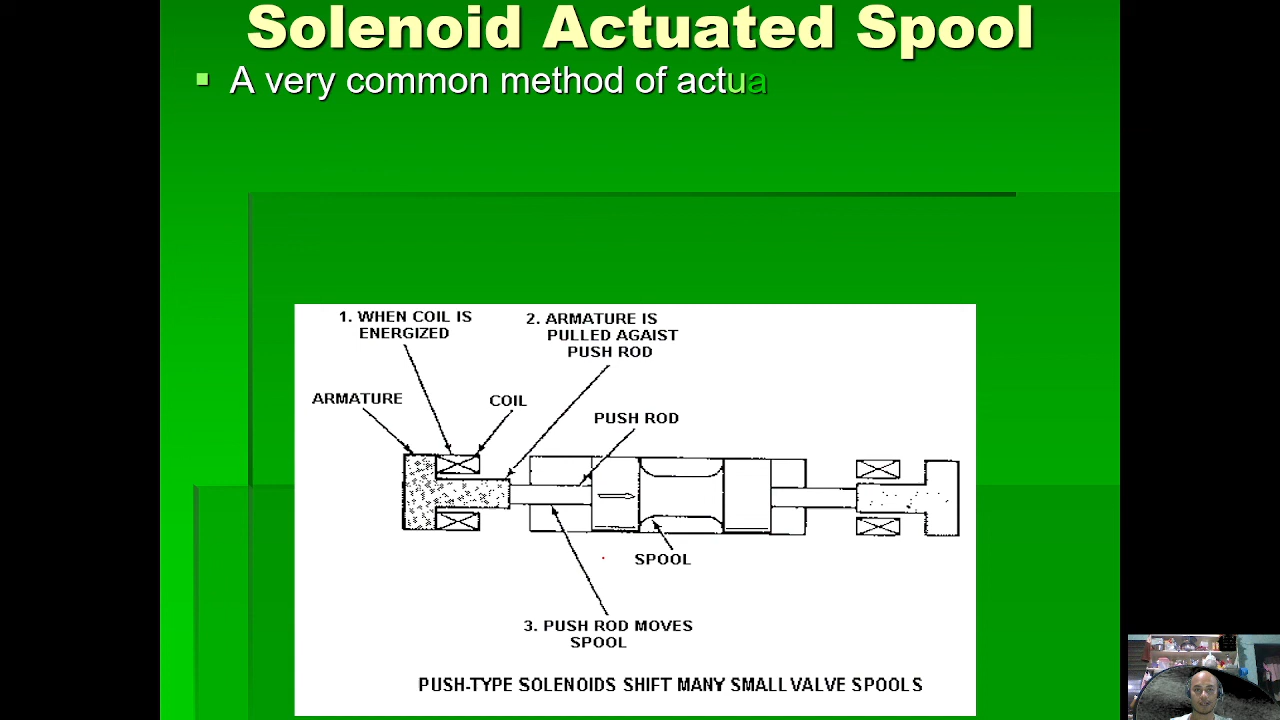 Solenoid Actuated Spool
A very common method of actua
1. WHEN COIL IS
ENERGIZED
2. ARMATURE IS
PULLED AGAIST
PUSH ROD
ARMATURE
COIL
PUSH ROD
SPOOL
3. PUSH ROD MOVES
SPOOL
PUSH-TYPE SOLENOIDS SHIFT MANY SMALL VALVE SPOOLS